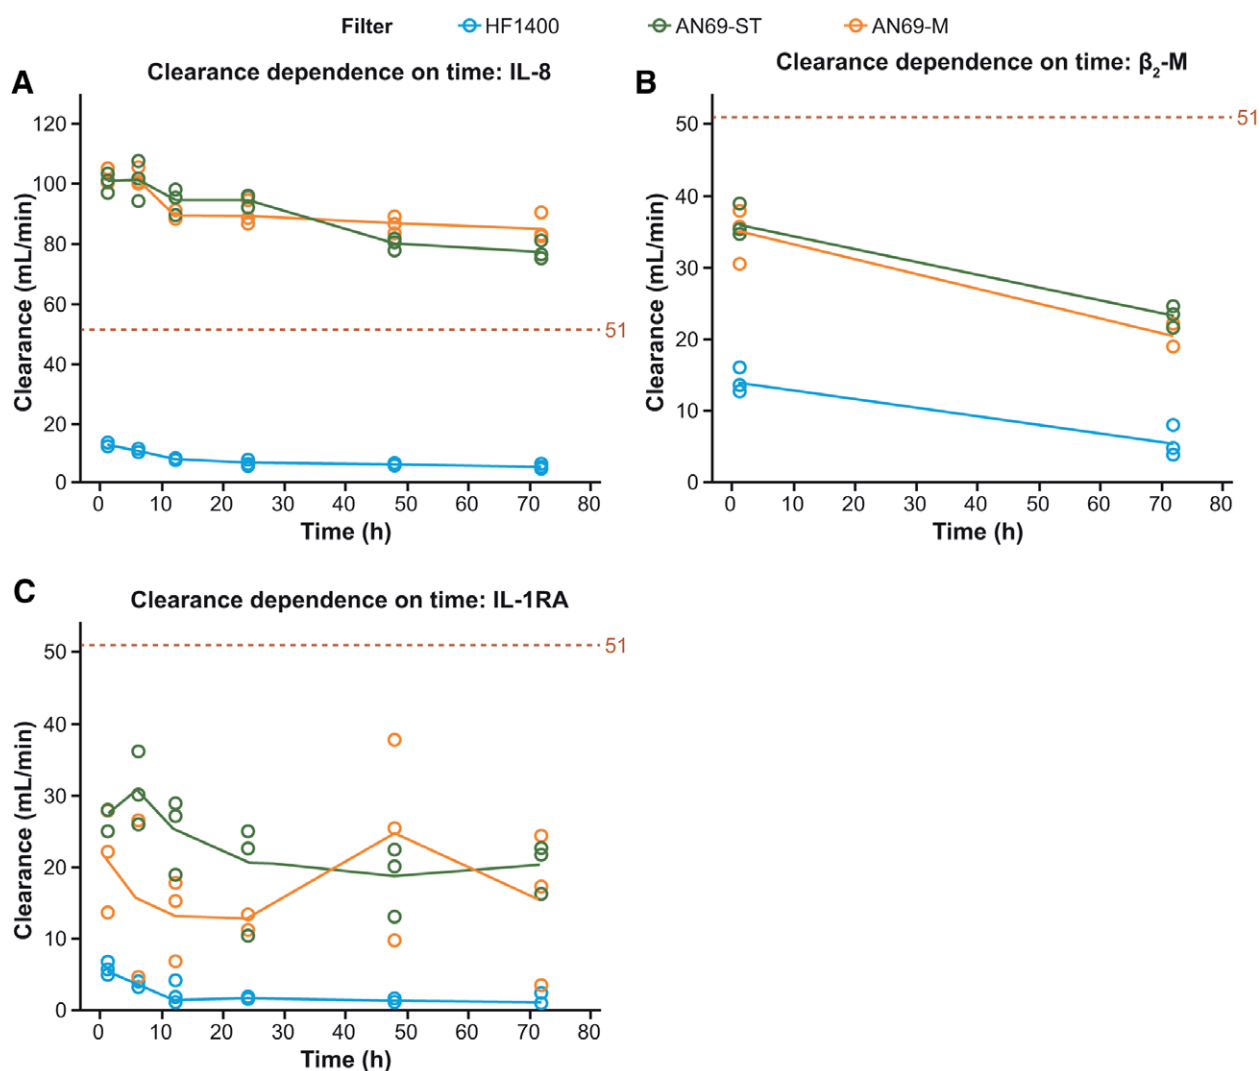 Filter HF1400 AN69-ST AN69-M
A
Clearance dependence on time: IL-8
Clearance (mL/min)
120
100
80
60
40
20
0
51
0 10 20 30 40 50 60 70 80
Time (h)
B
Clearance dependence on time: β₂-M
Clearance (mL/min)
50
40
30
20
10
0
51
0 10 20 30 40 50 60 70 80
Time (h)
C
Clearance dependence on time: IL-1RA
Clearance (mL/min)
50
40
30
20
10
0
51
0 10 20 30 40 50 60 70 80
Time (h)